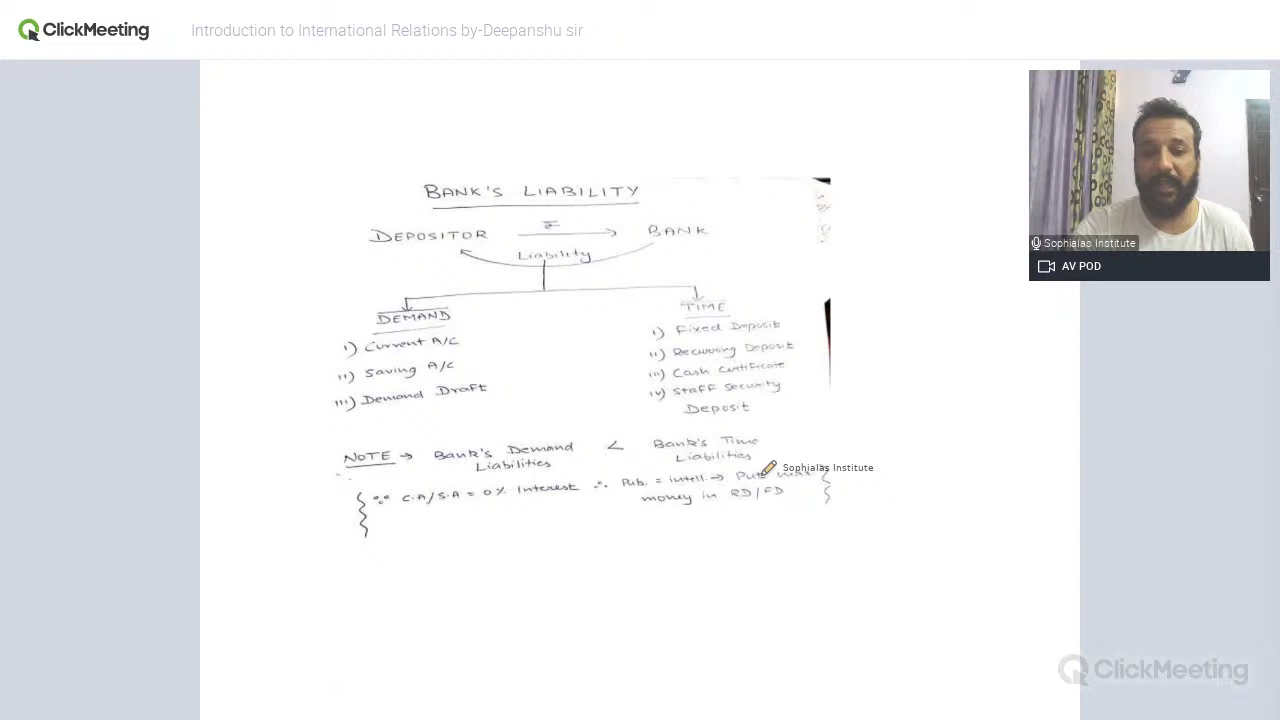 ClickMeeting
Introduction to International Relations by-Deepanshu sir
Sophialas Institute
AV POD
BANK'S LIABILITY
DEPOSITOR ₹ BANK
Liability
DEMAND
i) Current A/C
ii) Saving A/C
iii) Demand Draft
TIME
i) Fixed Deposit
ii) Recurring Deposit
iii) Cash Certificate
iv) Staff Security
Deposit
NOTE → Bank's Demand < Bank's Time
Liabilities Liabilities
∵ C.A/S.A = 0% Interest ∴ Pub. = intell. → Puts max
money in RD/FD
Sophialas Institute
ClickMeeting